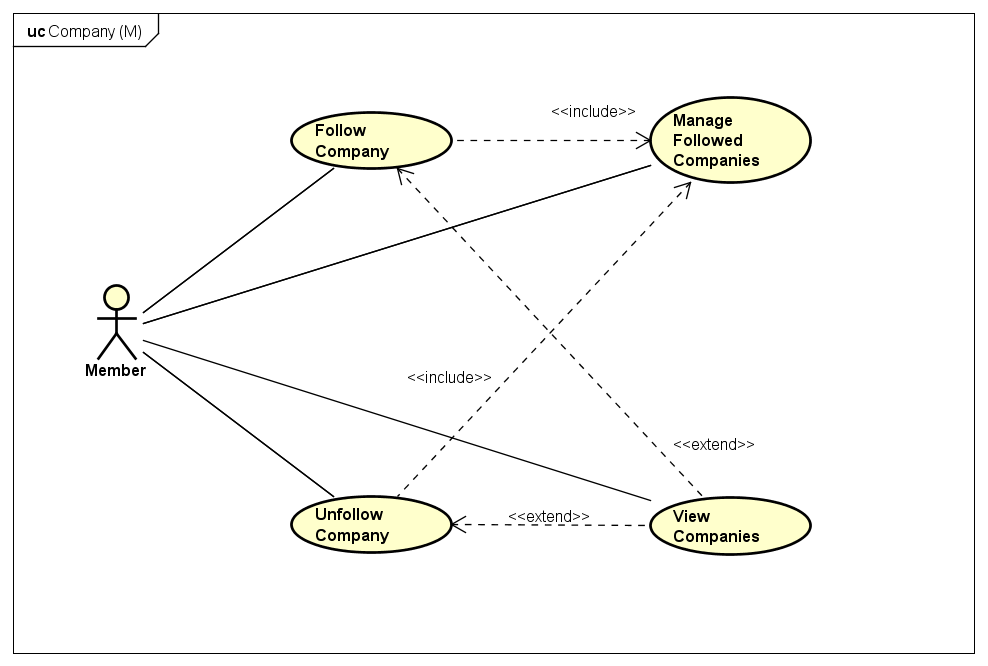 uc Company (M)
<<include>>
Follow
Company
Manage
Followed
Companies
Member
<<include>>
<<extend>>
Unfollow
Company
<<extend>>
View
Companies